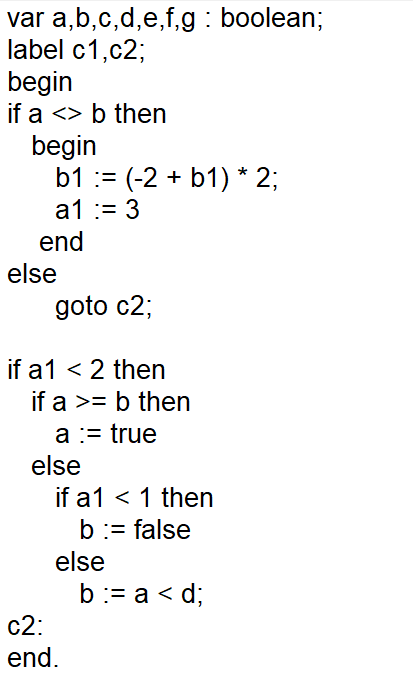 var a,b,c,d,e,f,g : boolean;
label c1,c2;
begin
if a <> b then
begin
b1 := (-2 + b1) * 2;
a1 := 3
end
else
goto c2;
if a1 < 2 then
if a >= b then
a := true
else
if a1 < 1 then
b := false
else
b := a < d;
c2:
end.